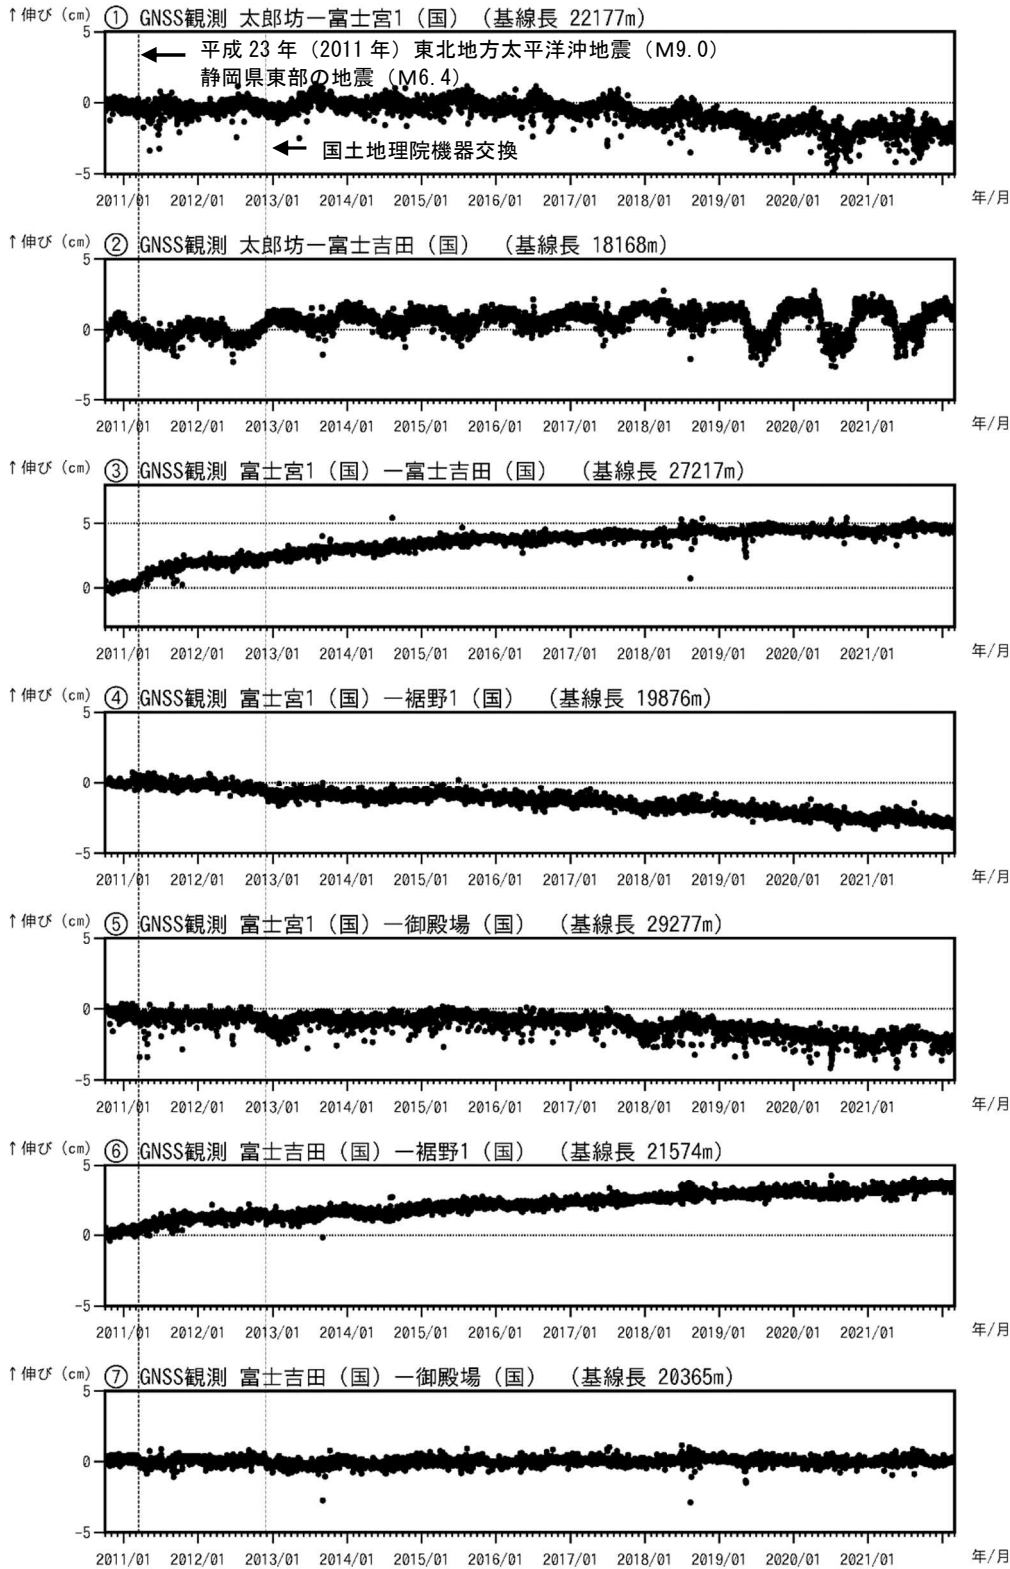 ↑伸び（cm） ① GNSS観測 太郎坊－富士宮1（国）（基線長 22177m）
5
平成 23 年（2011 年）東北地方太平洋沖地震（M9.0）
静岡県東部の地震（M6.4）
0
国土地理院機器交換
-5
2011/01 2012/01 2013/01 2014/01 2015/01 2016/01 2017/01 2018/01 2019/01 2020/01 2021/01 年/月
↑伸び（cm） ② GNSS観測 太郎坊－富士吉田（国） （基線長 18168m）
5
0
-5
2011/01 2012/01 2013/01 2014/01 2015/01 2016/01 2017/01 2018/01 2019/01 2020/01 2021/01 年/月
↑伸び（cm） ③ GNSS観測 富士宮1（国）－富士吉田（国） （基線長 27217m）
5
0
2011/01 2012/01 2013/01 2014/01 2015/01 2016/01 2017/01 2018/01 2019/01 2020/01 2021/01 年/月
↑伸び（cm） ④ GNSS観測 富士宮1（国）－裾野1（国） （基線長 19876m）
5
0
-5
2011/01 2012/01 2013/01 2014/01 2015/01 2016/01 2017/01 2018/01 2019/01 2020/01 2021/01 年/月
↑伸び（cm） ⑤ GNSS観測 富士宮1（国）－御殿場（国） （基線長 29277m）
5
0
-5
2011/01 2012/01 2013/01 2014/01 2015/01 2016/01 2017/01 2018/01 2019/01 2020/01 2021/01 年/月
↑伸び（cm） ⑥ GNSS観測 富士吉田（国）－裾野1（国） （基線長 21574m）
5
0
-5
2011/01 2012/01 2013/01 2014/01 2015/01 2016/01 2017/01 2018/01 2019/01 2020/01 2021/01 年/月
↑伸び（cm） ⑦ GNSS観測 富士吉田（国）－御殿場（国） （基線長 20365m）
5
0
-5
2011/01 2012/01 2013/01 2014/01 2015/01 2016/01 2017/01 2018/01 2019/01 2020/01 2021/01 年/月